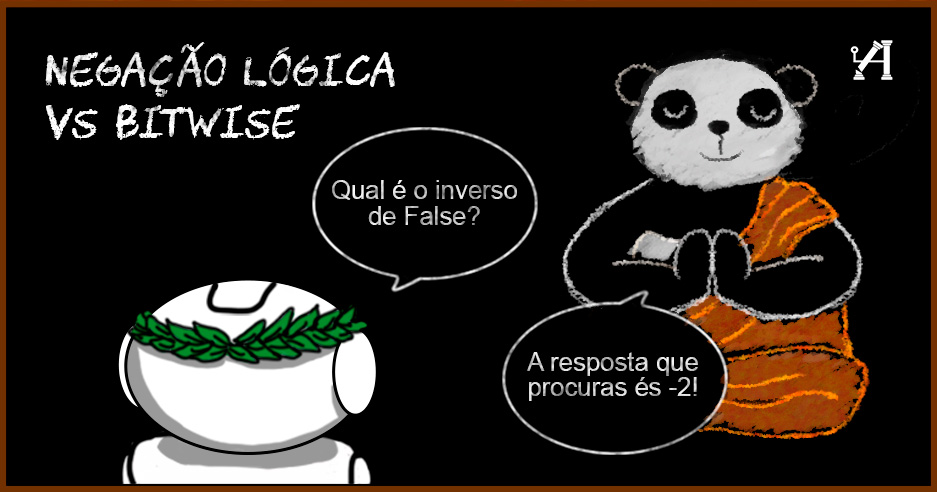 NEGAÇÃO LÓGICA
VS BITWISE
Qual é o inverso
de False?
A resposta que
procuras és -2!